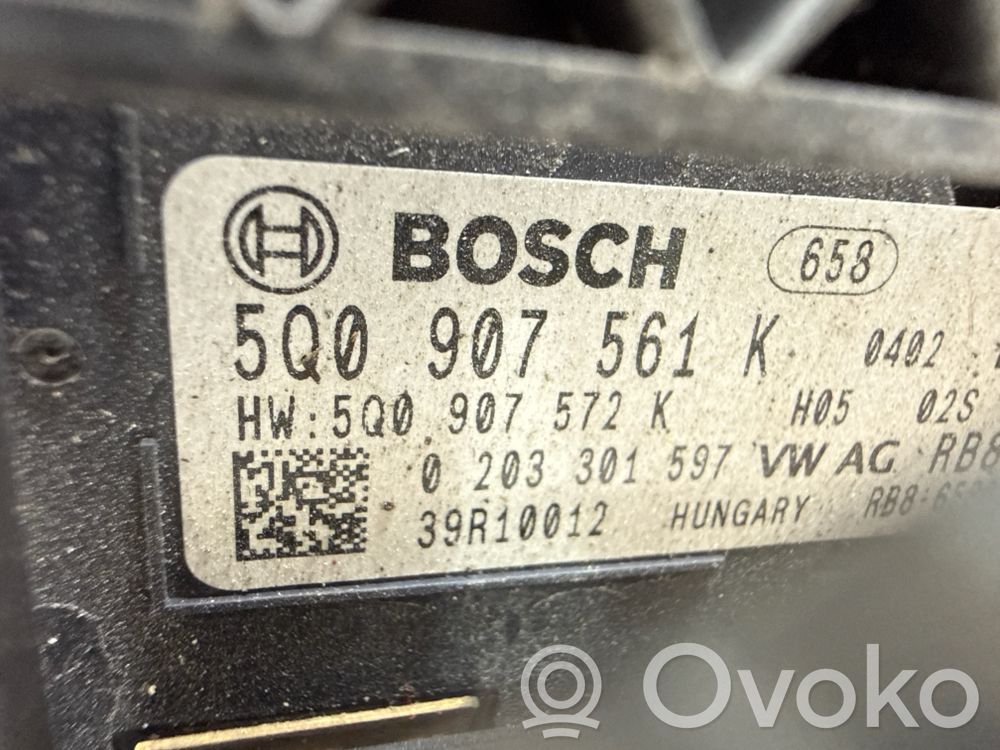 BOSCH 658
5Q0 907 561 K 0402
HW:5Q0 907 572 K H05 02S
0 203 301 597 VW AG RB8
39R10012 HUNGARY
Ovoko